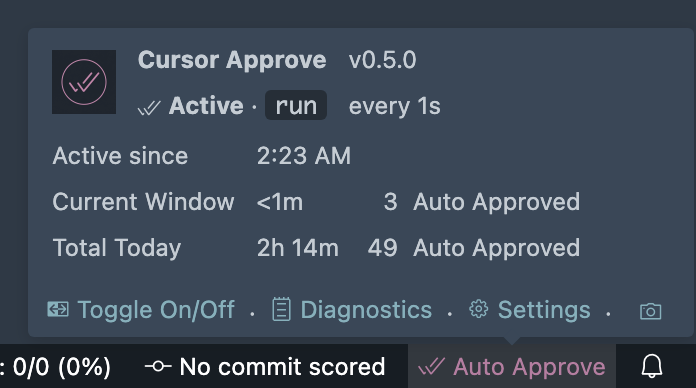 Cursor Approve v0.5.0
Active · run every 1s
Active since 2:23 AM
Current Window <1m 3 Auto Approved
Total Today 2h 14m 49 Auto Approved
Toggle On/Off · Diagnostics · Settings ·
: 0/0 (0%) No commit scored Auto Approve